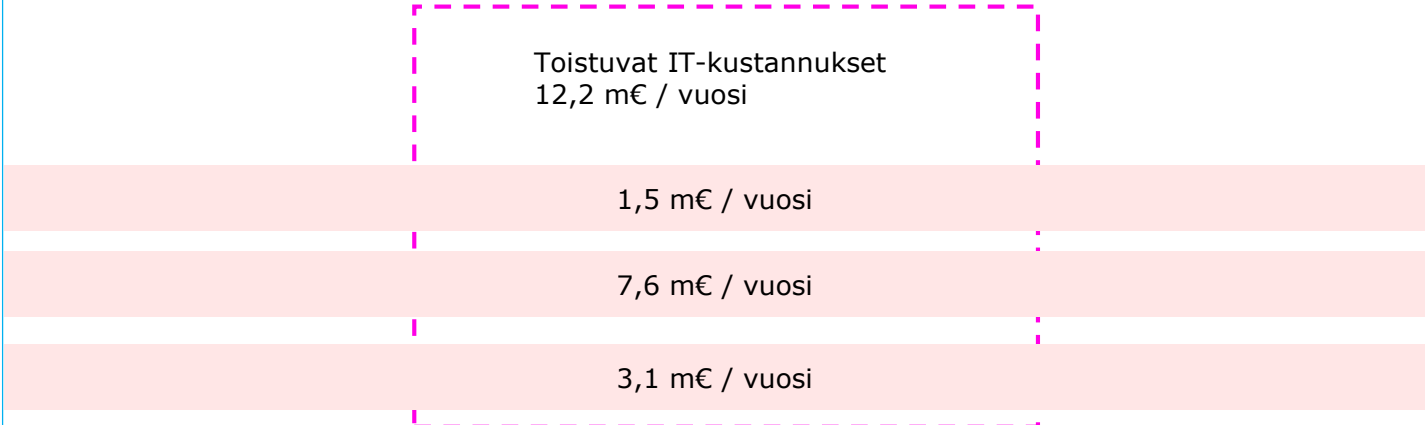 Toistuvat IT-kustannukset
12,2 m€ / vuosi
1,5 m€ / vuosi
7,6 m€ / vuosi
3,1 m€ / vuosi